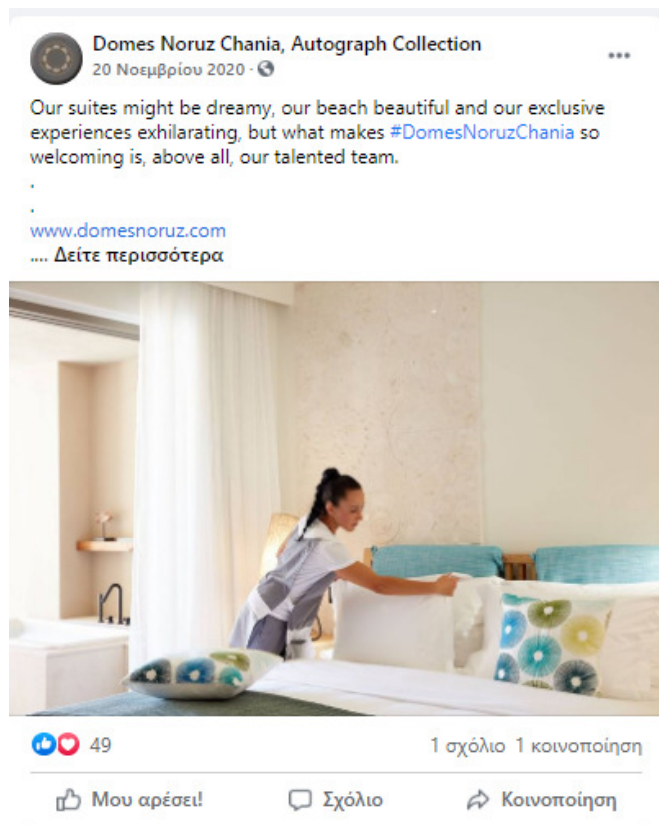 Domes Noruz Chania, Autograph Collection
20 Νοεμβρίου 2020 ·
Our suites might be dreamy, our beach beautiful and our exclusive
experiences exhilarating, but what makes #DomesNoruzChania so
welcoming is, above all, our talented team.
.
.
www.domesnoruz.com
.... Δείτε περισσότερα
49
1 σχόλιο 1 κοινοποίηση
Μου αρέσει!
Σχόλιο
Κοινοποίηση